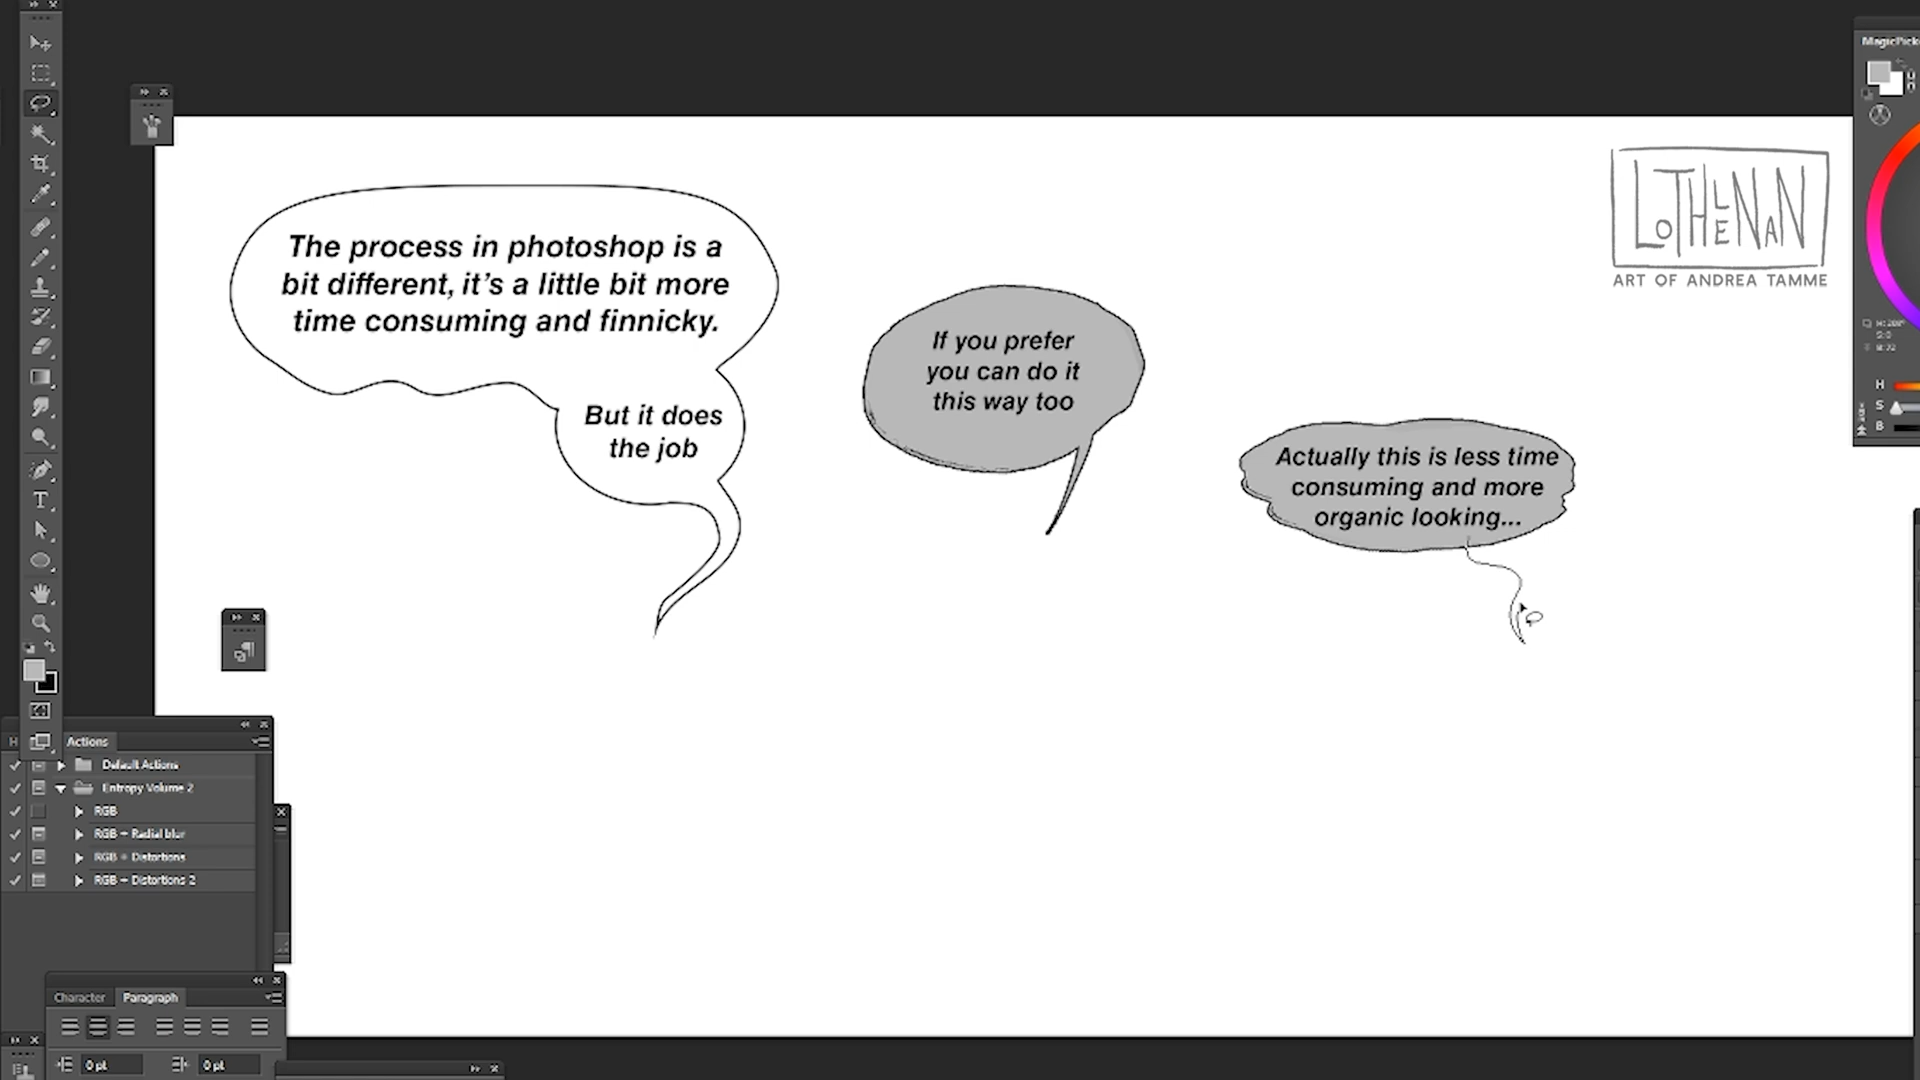 MagicPick
LOTHLENAN
ART OF ANDREA TAMME
The process in photoshop is a
bit different, it’s a little bit more
time consuming and finnicky.
But it does
the job
If you prefer
you can do it
this way too
Actually this is less time
consuming and more
organic looking...
H
S
B
H
Actions
Default Actions
Entropy Volume 2
RGB
RGB + Radial blur
RGB + Distortions
RGB + Distortions 2
Character
Paragraph
0 pt
0 pt